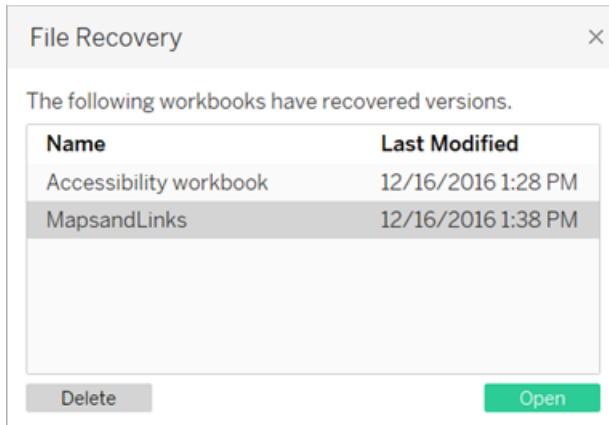 File Recovery
The following workbooks have recovered versions.
Name Last Modified
Accessibility workbook 12/16/2016 1:28 PM
MapsandLinks 12/16/2016 1:38 PM
Delete Open